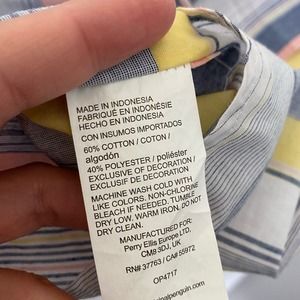 MADE IN INDONESIA
FABRIQUÉ EN INDONÉSIE
HECHO EN INDONESIA
CON INSUMOS IMPORTADOS
60% COTTON / COTON /
algodón
40% POLYESTER / poliéster
EXCLUSIVE OF DECORATION /
EXCLUSIF DE DECORATION
MACHINE WASH COLD WITH
LIKE COLORS. NON-CHLORINE
BLEACH IF NEEDED. TUMBLE
DRY LOW. WARM IRON, DO NOT
DRY CLEAN.
MANUFACTURED FOR:
Perry Ellis Europe LTD.
CM8 3DJ, UK
RN# 37763 / CA# 55972
OP4717
nalpenguin.com